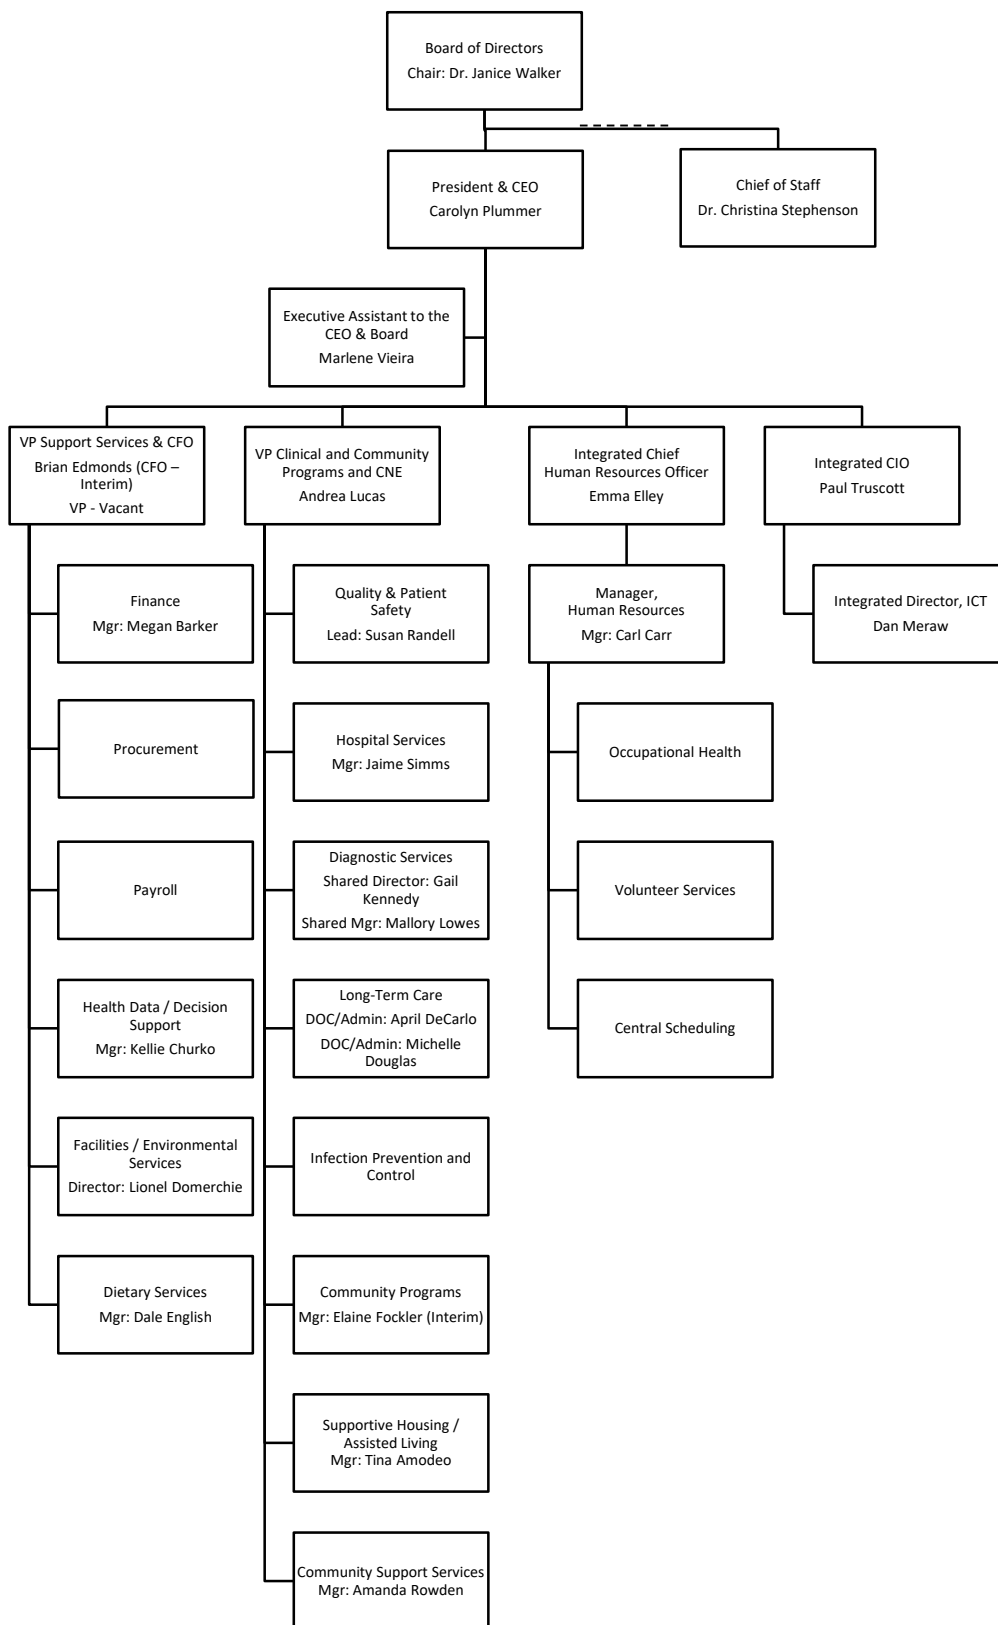 Board of Directors
Chair: Dr. Janice Walker
President & CEO
Carolyn Plummer
Chief of Staff
Dr. Christina Stephenson
Executive Assistant to the
CEO & Board
Marlene Vieira
VP Support Services & CFO
Brian Edmonds (CFO –
Interim)
VP - Vacant
VP Clinical and Community
Programs and CNE
Andrea Lucas
Integrated Chief
Human Resources Officer
Emma Elley
Integrated CIO
Paul Truscott
Finance
Mgr: Megan Barker
Quality & Patient
Safety
Lead: Susan Randell
Manager,
Human Resources
Mgr: Carl Carr
Integrated Director, ICT
Dan Meraw
Procurement
Hospital Services
Mgr: Jaime Simms
Occupational Health
Payroll
Diagnostic Services
Shared Director: Gail
Kennedy
Shared Mgr: Mallory Lowes
Volunteer Services
Health Data / Decision
Support
Mgr: Kellie Churko
Long-Term Care
DOC/Admin: April DeCarlo
DOC/Admin: Michelle
Douglas
Central Scheduling
Facilities / Environmental
Services
Director: Lionel Domerchie
Infection Prevention and
Control
Dietary Services
Mgr: Dale English
Community Programs
Mgr: Elaine Fockler (Interim)
Supportive Housing /
Assisted Living
Mgr: Tina Amodeo
Community Support Services
Mgr: Amanda Rowden